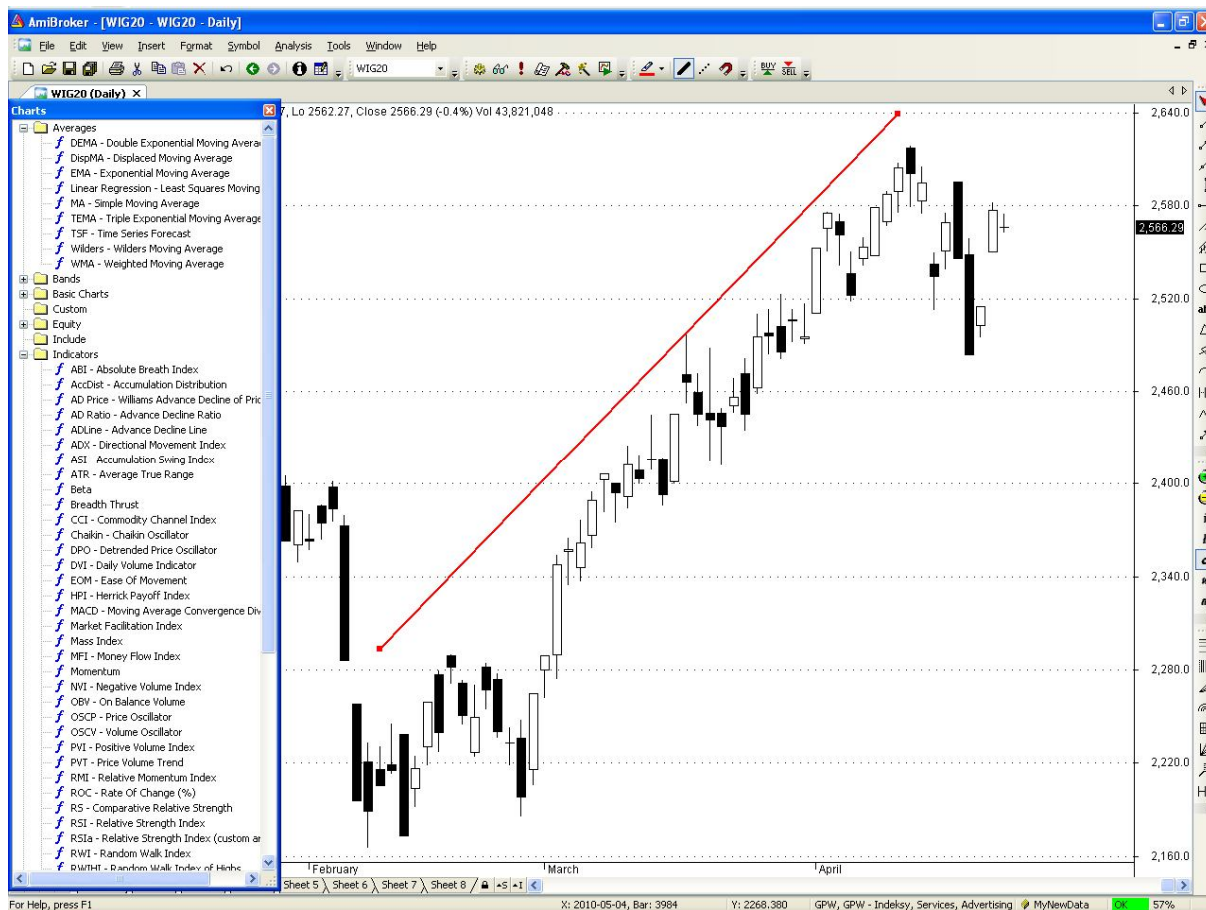 AmiBroker - [WIG20 - WIG20 - Daily]
File Edit View Insert Format Symbol Analysis Tools Window Help
WIG20
BUY SELL
WIG20 (Daily) X
Charts
7, Lo 2562.27, Close 2566.29 (-0.4%) Vol 43,821,048
Averages
DEMA - Double Exponential Moving Avera
DispMA - Displaced Moving Average
EMA - Exponential Moving Average
Linear Regression - Least Squares Moving
MA - Simple Moving Average
TEMA - Triple Exponential Moving Average
TSF - Time Series Forecast
Wilders - Wilders Moving Average
WMA - Weighted Moving Average
Bands
Basic Charts
Custom
Equity
Include
Indicators
ABI - Absolute Breath Index
AccDist - Accumulation Distribution
AD Price - Williams Advance Decline of Pric
AD Ratio - Advance Decline Ratio
ADLine - Advance Decline Line
ADX - Directional Movement Index
ASI Accumulation Swing Index
ATR - Average True Range
Beta
Breadth Thrust
CCI - Commodity Channel Index
Chaikin - Chaikin Oscillator
DPO - Detrended Price Oscillator
DVI - Daily Volume Indicator
EOM - Ease Of Movement
HPI - Herrick Payoff Index
MACD - Moving Average Convergence Div
Market Facilitation Index
Mass Index
MFI - Money Flow Index
Momentum
NVI - Negative Volume Index
OBV - On Balance Volume
OSCP - Price Oscillator
OSCV - Volume Oscillator
PVI - Positive Volume Index
PVT - Price Volume Trend
RMI - Relative Momentum Index
ROC - Rate Of Change (%)
RS - Comparative Relative Strength
RSI - Relative Strength Index
RSIa - Relative Strength Index (custom ar
RWI - Random Walk Index
RWIHI - Random Walk Index of Highs
2,640.0
2,580.0
2,566.29
2,520.0
2,460.0
2,400.0
2,340.0
2,280.0
2,220.0
2,160.0
February March April
Sheet 5 Sheet 6 Sheet 7 Sheet 8 S I
For Help, press F1 X: 2010-05-04, Bar: 3984 Y: 2268.380 GPW, GPW - Indeksy, Services, Advertising MyNewData OK 57%